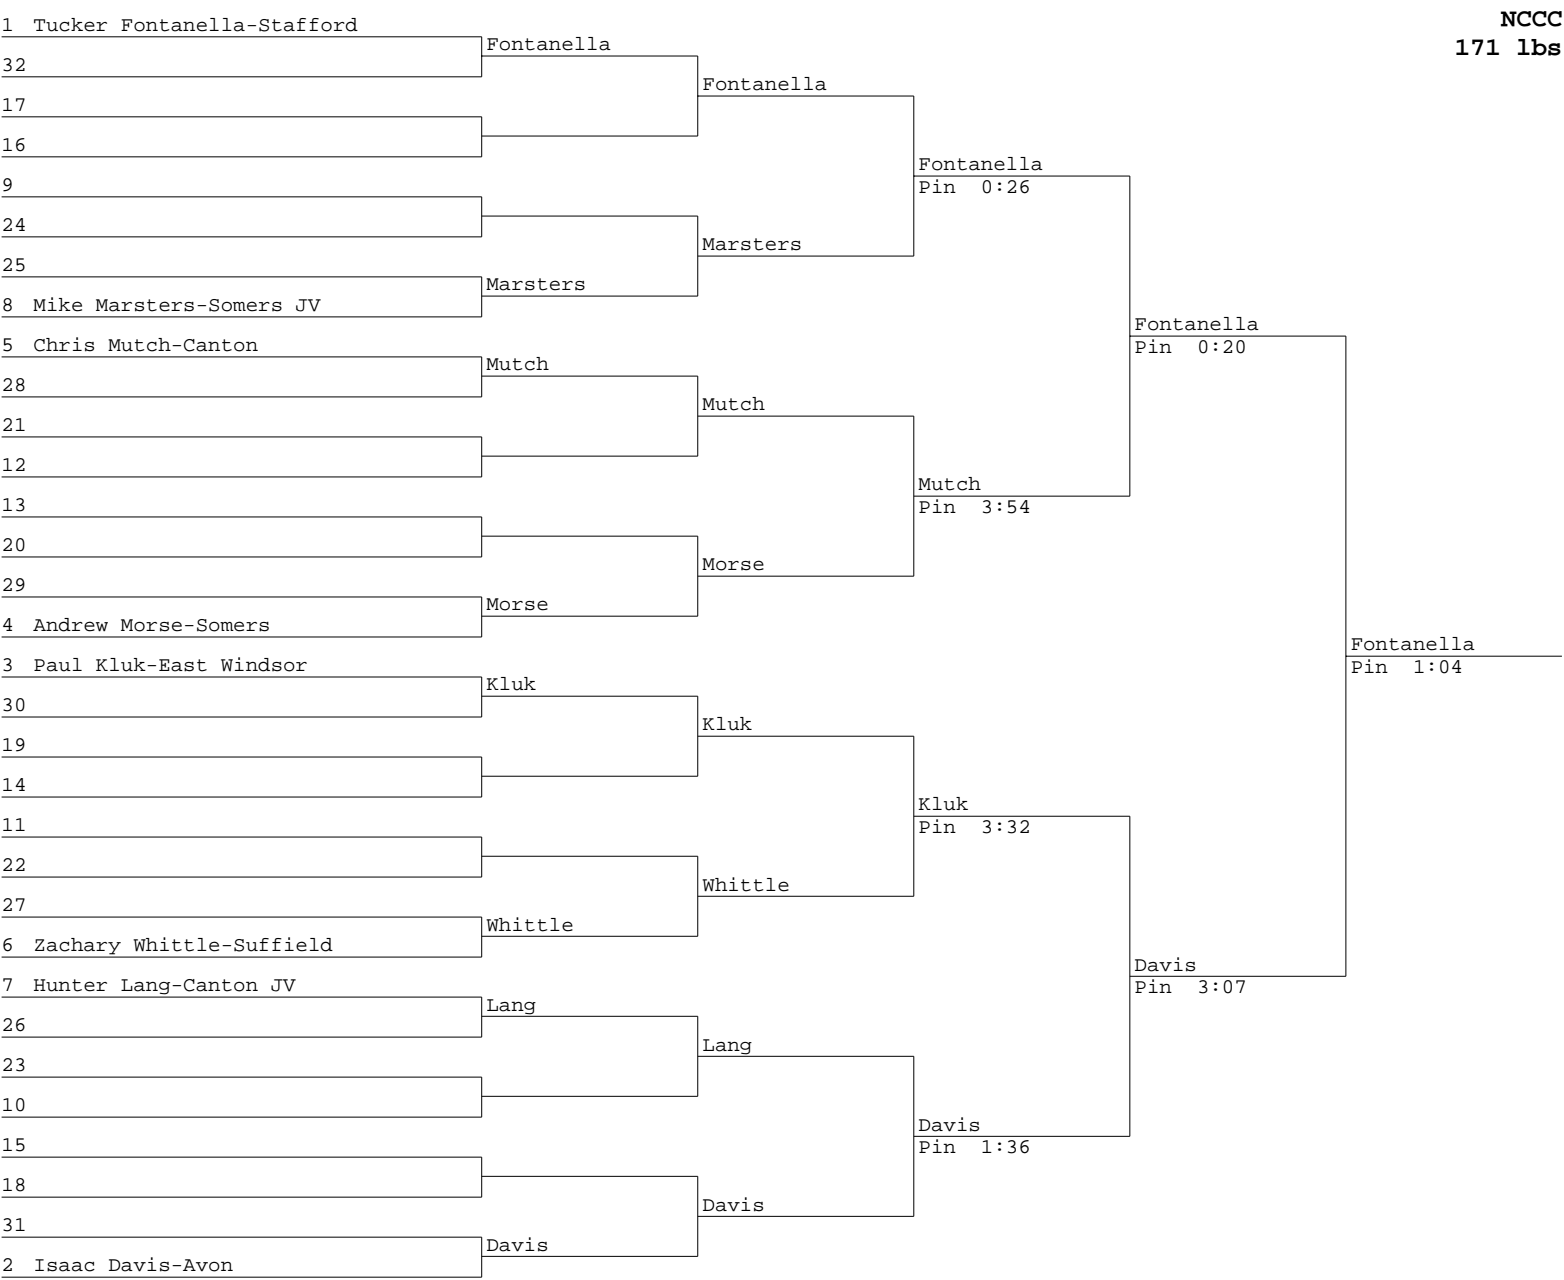 NCCC
171 lbs
1 Tucker Fontanella-Stafford
32
17
16
9
24
25
8 Mike Marsters-Somers JV
5 Chris Mutch-Canton
28
21
12
13
20
29
4 Andrew Morse-Somers
3 Paul Kluk-East Windsor
30
19
14
11
22
27
6 Zachary Whittle-Suffield
7 Hunter Lang-Canton JV
26
23
10
15
18
31
2 Isaac Davis-Avon
Fontanella
Marsters
Mutch
Morse
Kluk
Whittle
Lang
Davis
Fontanella
Marsters
Mutch
Morse
Kluk
Whittle
Lang
Davis
Fontanella
Pin 0:26
Mutch
Pin 3:54
Kluk
Pin 3:32
Davis
Pin 1:36
Fontanella
Pin 0:20
Davis
Pin 3:07
Fontanella
Pin 1:04